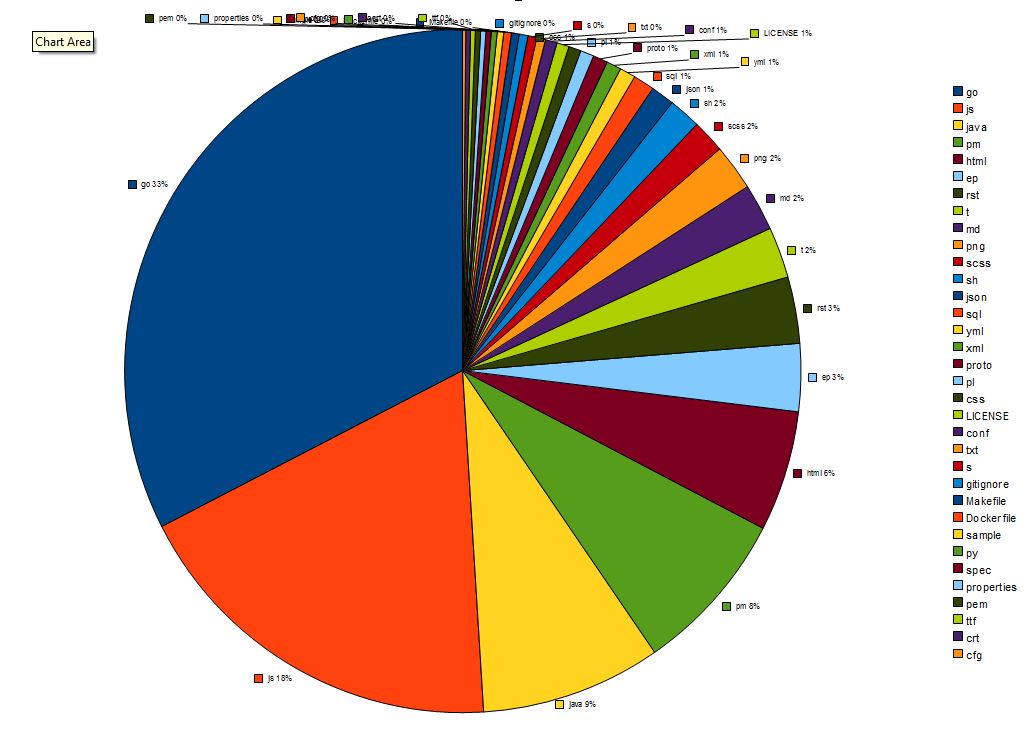 pem 0%
properties 0%
Makefile 0%
gitignore 0%
s 0%
txt 0%
conf 1%
LICENSE 1%
Chart Area
css 1%
pl 1%
proto 1%
xml 1%
yml 1%
sql 1%
json 1%
sh 2%
scss 2%
png 2%
go 33%
md 2%
t 2%
rst 3%
ep 3%
html 6%
pm 8%
js 18%
java 9%
go
js
java
pm
html
ep
rst
t
md
png
scss
sh
json
sql
yml
xml
proto
pl
css
LICENSE
conf
txt
s
gitignore
Makefile
Dockerfile
sample
py
spec
properties
pem
ttf
crt
cfg